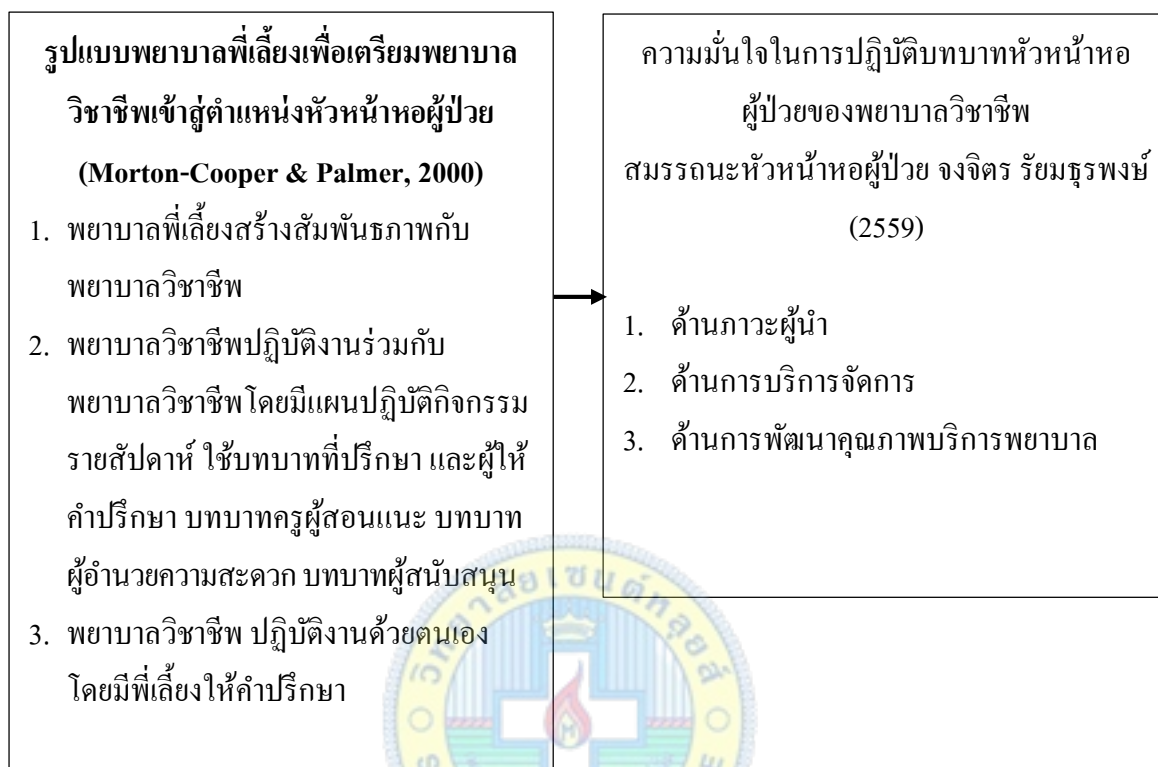 รูปแบบพยาบาลพี่เลี้ยงเพื่อเตรียมพยาบาล
วิชาชีพเข้าสู่ตำแหน่งหัวหน้าหอผู้ป่วย
(Morton-Cooper & Palmer, 2000)
1. พยาบาลพี่เลี้ยงสร้างสัมพันธภาพกับ
พยาบาลวิชาชีพ
2. พยาบาลวิชาชีพปฏิบัติงานร่วมกับ
พยาบาลวิชาชีพโดยมีแผนปฏิบัติกิจกรรม
รายสัปดาห์ ใช้บทบาทที่ปรึกษา และผู้ให้
คำปรึกษา บทบาทครูผู้สอนแนะ บทบาท
ผู้อำนวยความสะดวก บทบาทผู้สนับสนุน
3. พยาบาลวิชาชีพ ปฏิบัติงานด้วยตนเอง
โดยมีพี่เลี้ยงให้คำปรึกษา
ความมั่นใจในการปฏิบัติบทบาทหัวหน้าหอ
ผู้ป่วยของพยาบาลวิชาชีพ
สมรรถนะหัวหน้าหอผู้ป่วย จงจิตร รัยมธุรพงษ์
(2559)
1. ด้านภาวะผู้นำ
2. ด้านการบริการจัดการ
3. ด้านการพัฒนาคุณภาพบริการพยาบาล
วิทยาลัยเซนต์หลุยส์
M